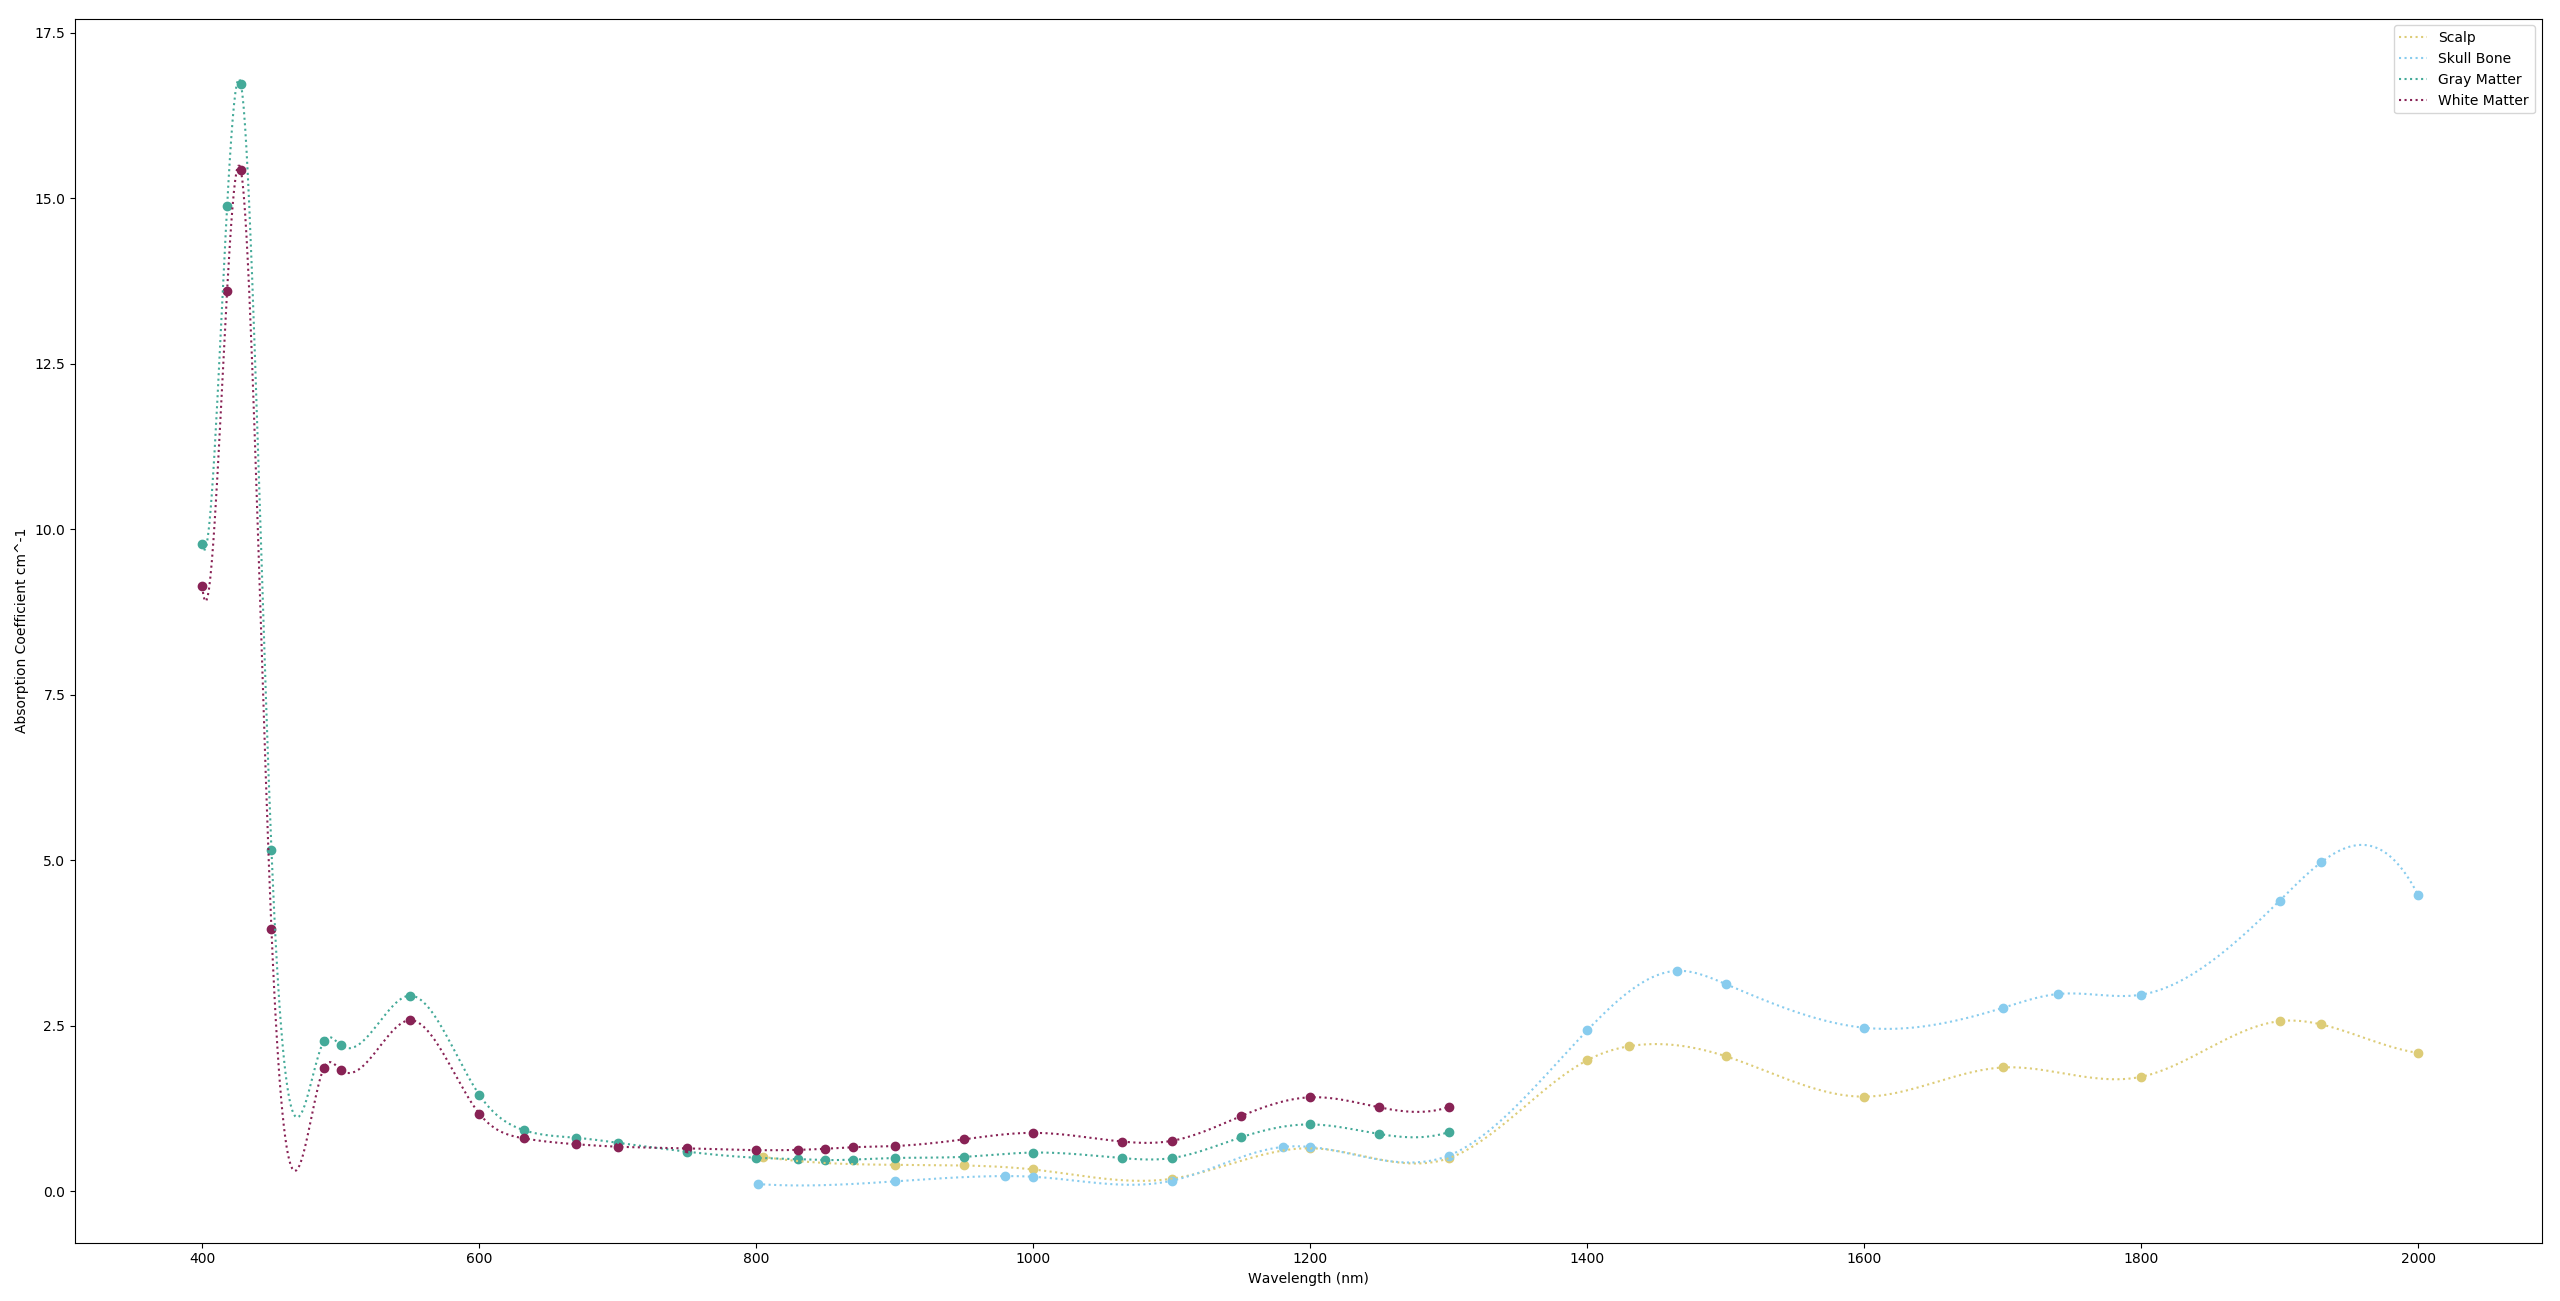 17.5
15.0
12.5
10.0
7.5
5.0
2.5
0.0
Absorption Coefficient cm^-1
400 600 800 1000 1200 1400 1600 1800 2000
Wavelength (nm)
Scalp
Skull Bone
Gray Matter
White Matter